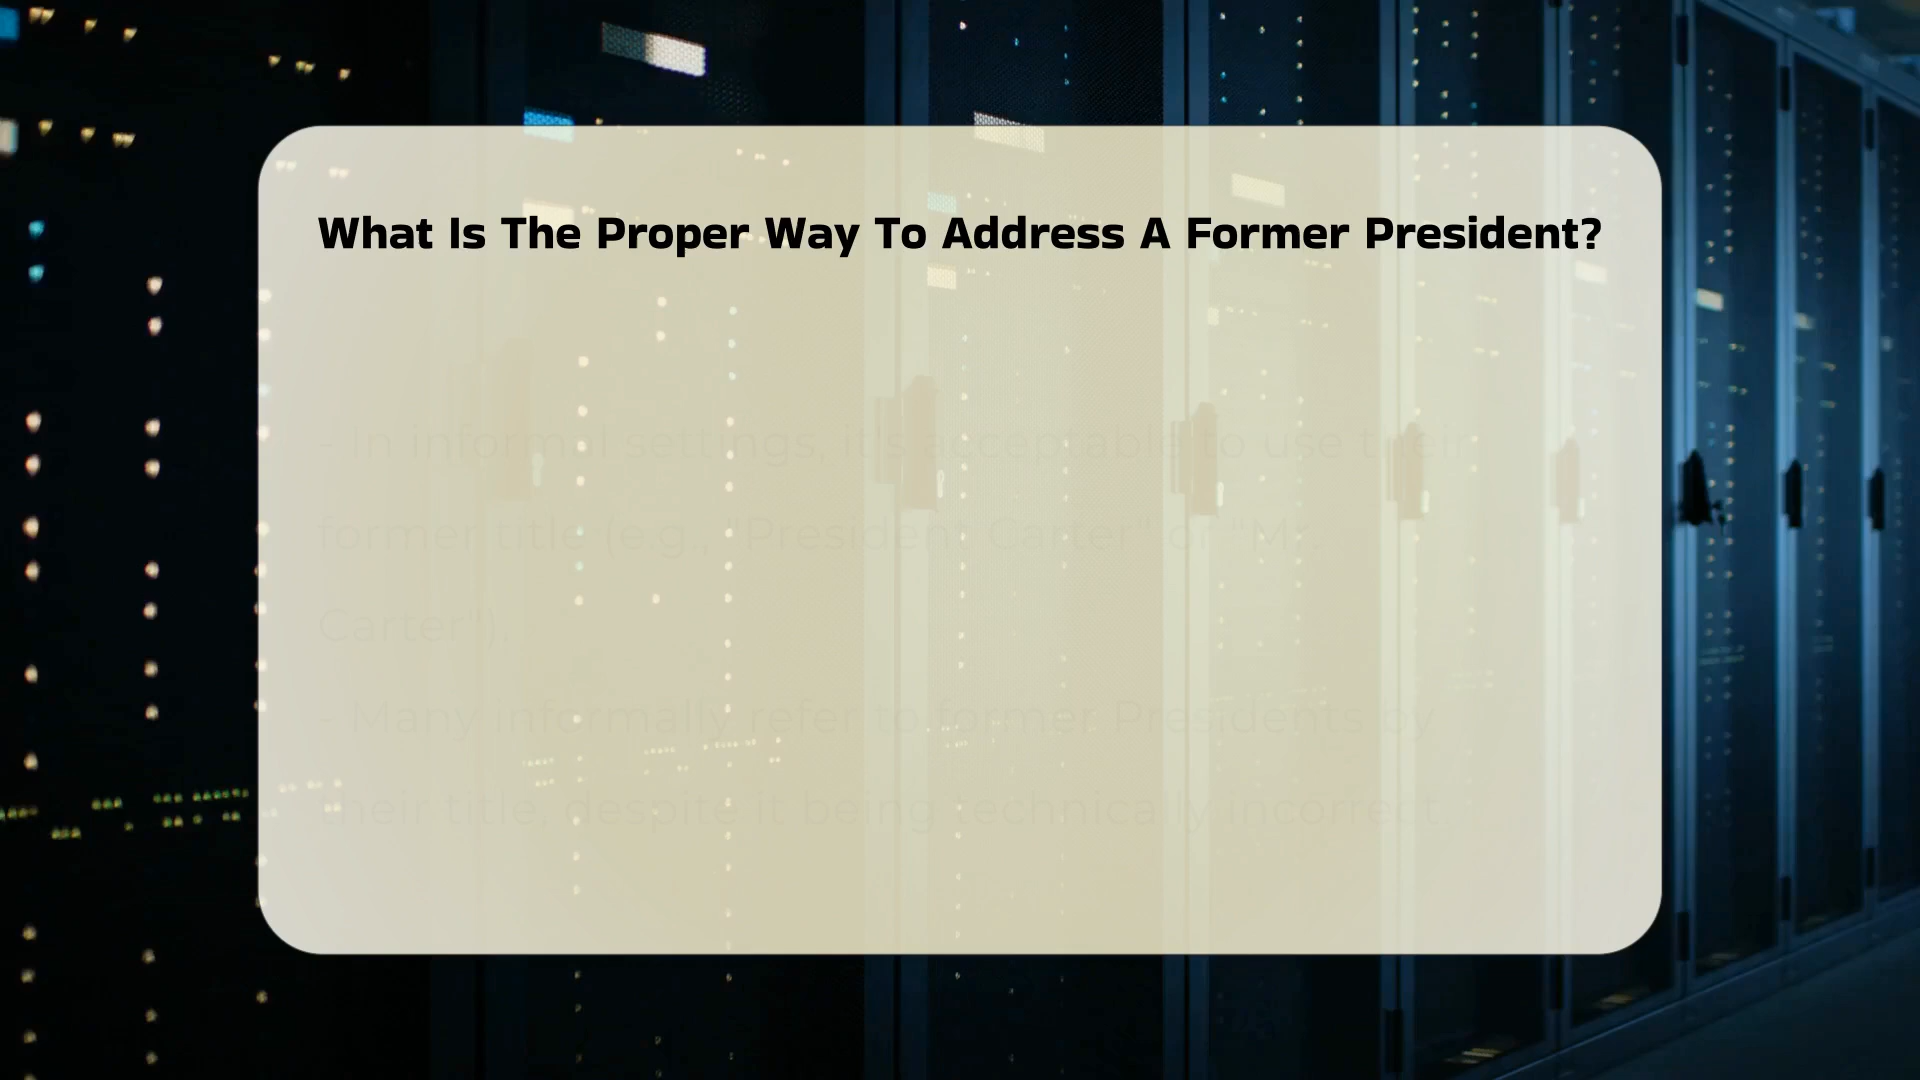 What Is The Proper Way To Address A Former President?
- In informal settings, it's acceptable to use their
former title (e.g., "President Carter" or "Mr.
Carter").
- Many informally refer to former Presidents by
their title, despite it being technically incorrect.